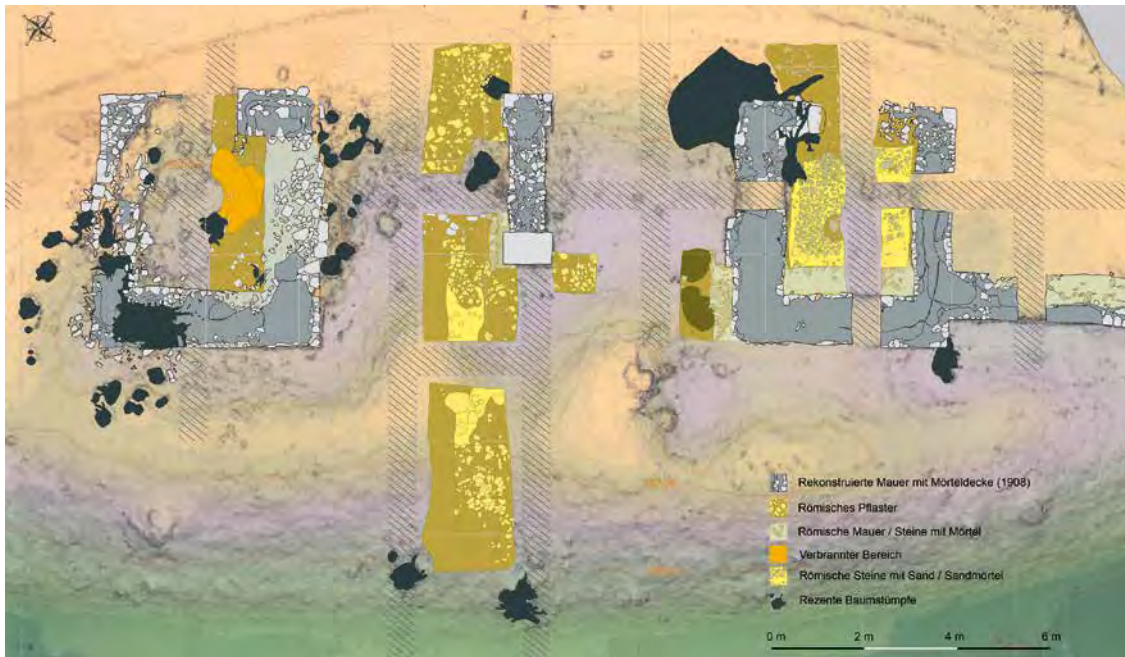 Rekonstruierte Mauer mit Mörteldecke (1908)
Römisches Pflaster
Römische Mauer / Steine mit Mörtel
Verbrannter Bereich
Römische Steine mit Sand / Sandmörtel
Rezente Baumstümpfe
0 m 2 m 4 m 6 m